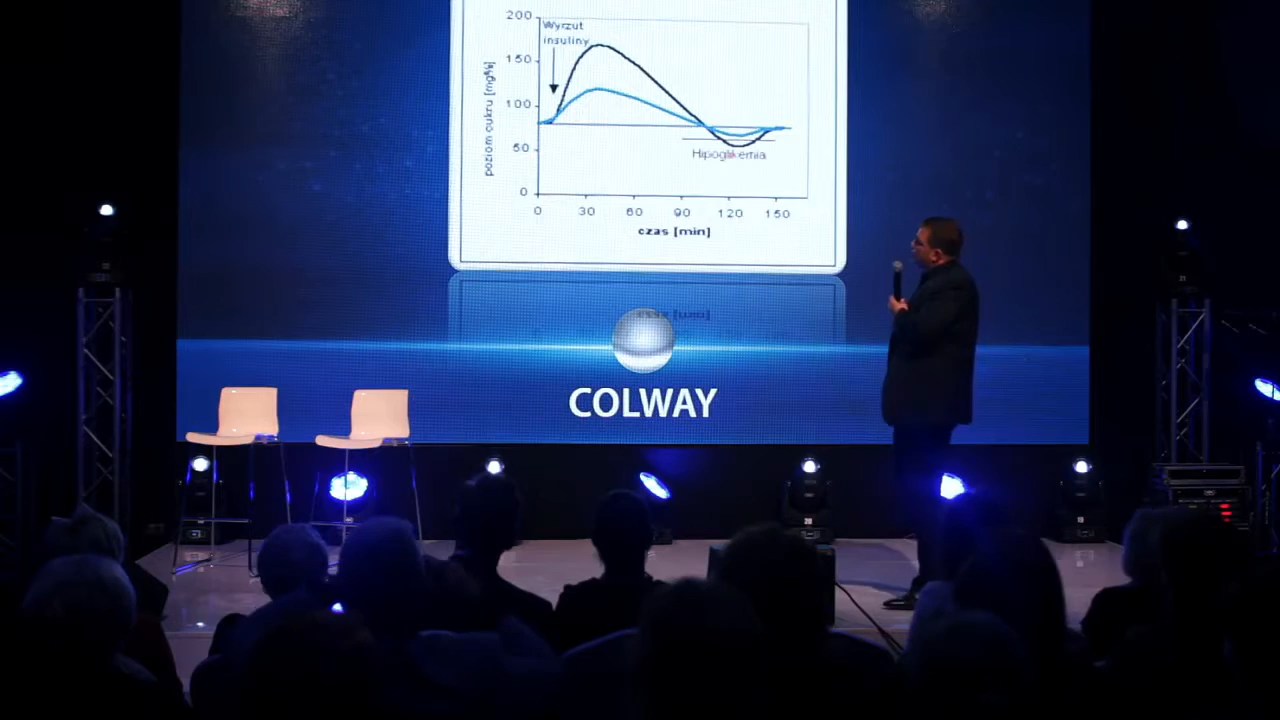 200
Wyrzut
insuliny
150
100
50
0
poziom cukru [mg%]
Hipoglikemia
0 30 60 90 120 150
czas [min]
COLWAY